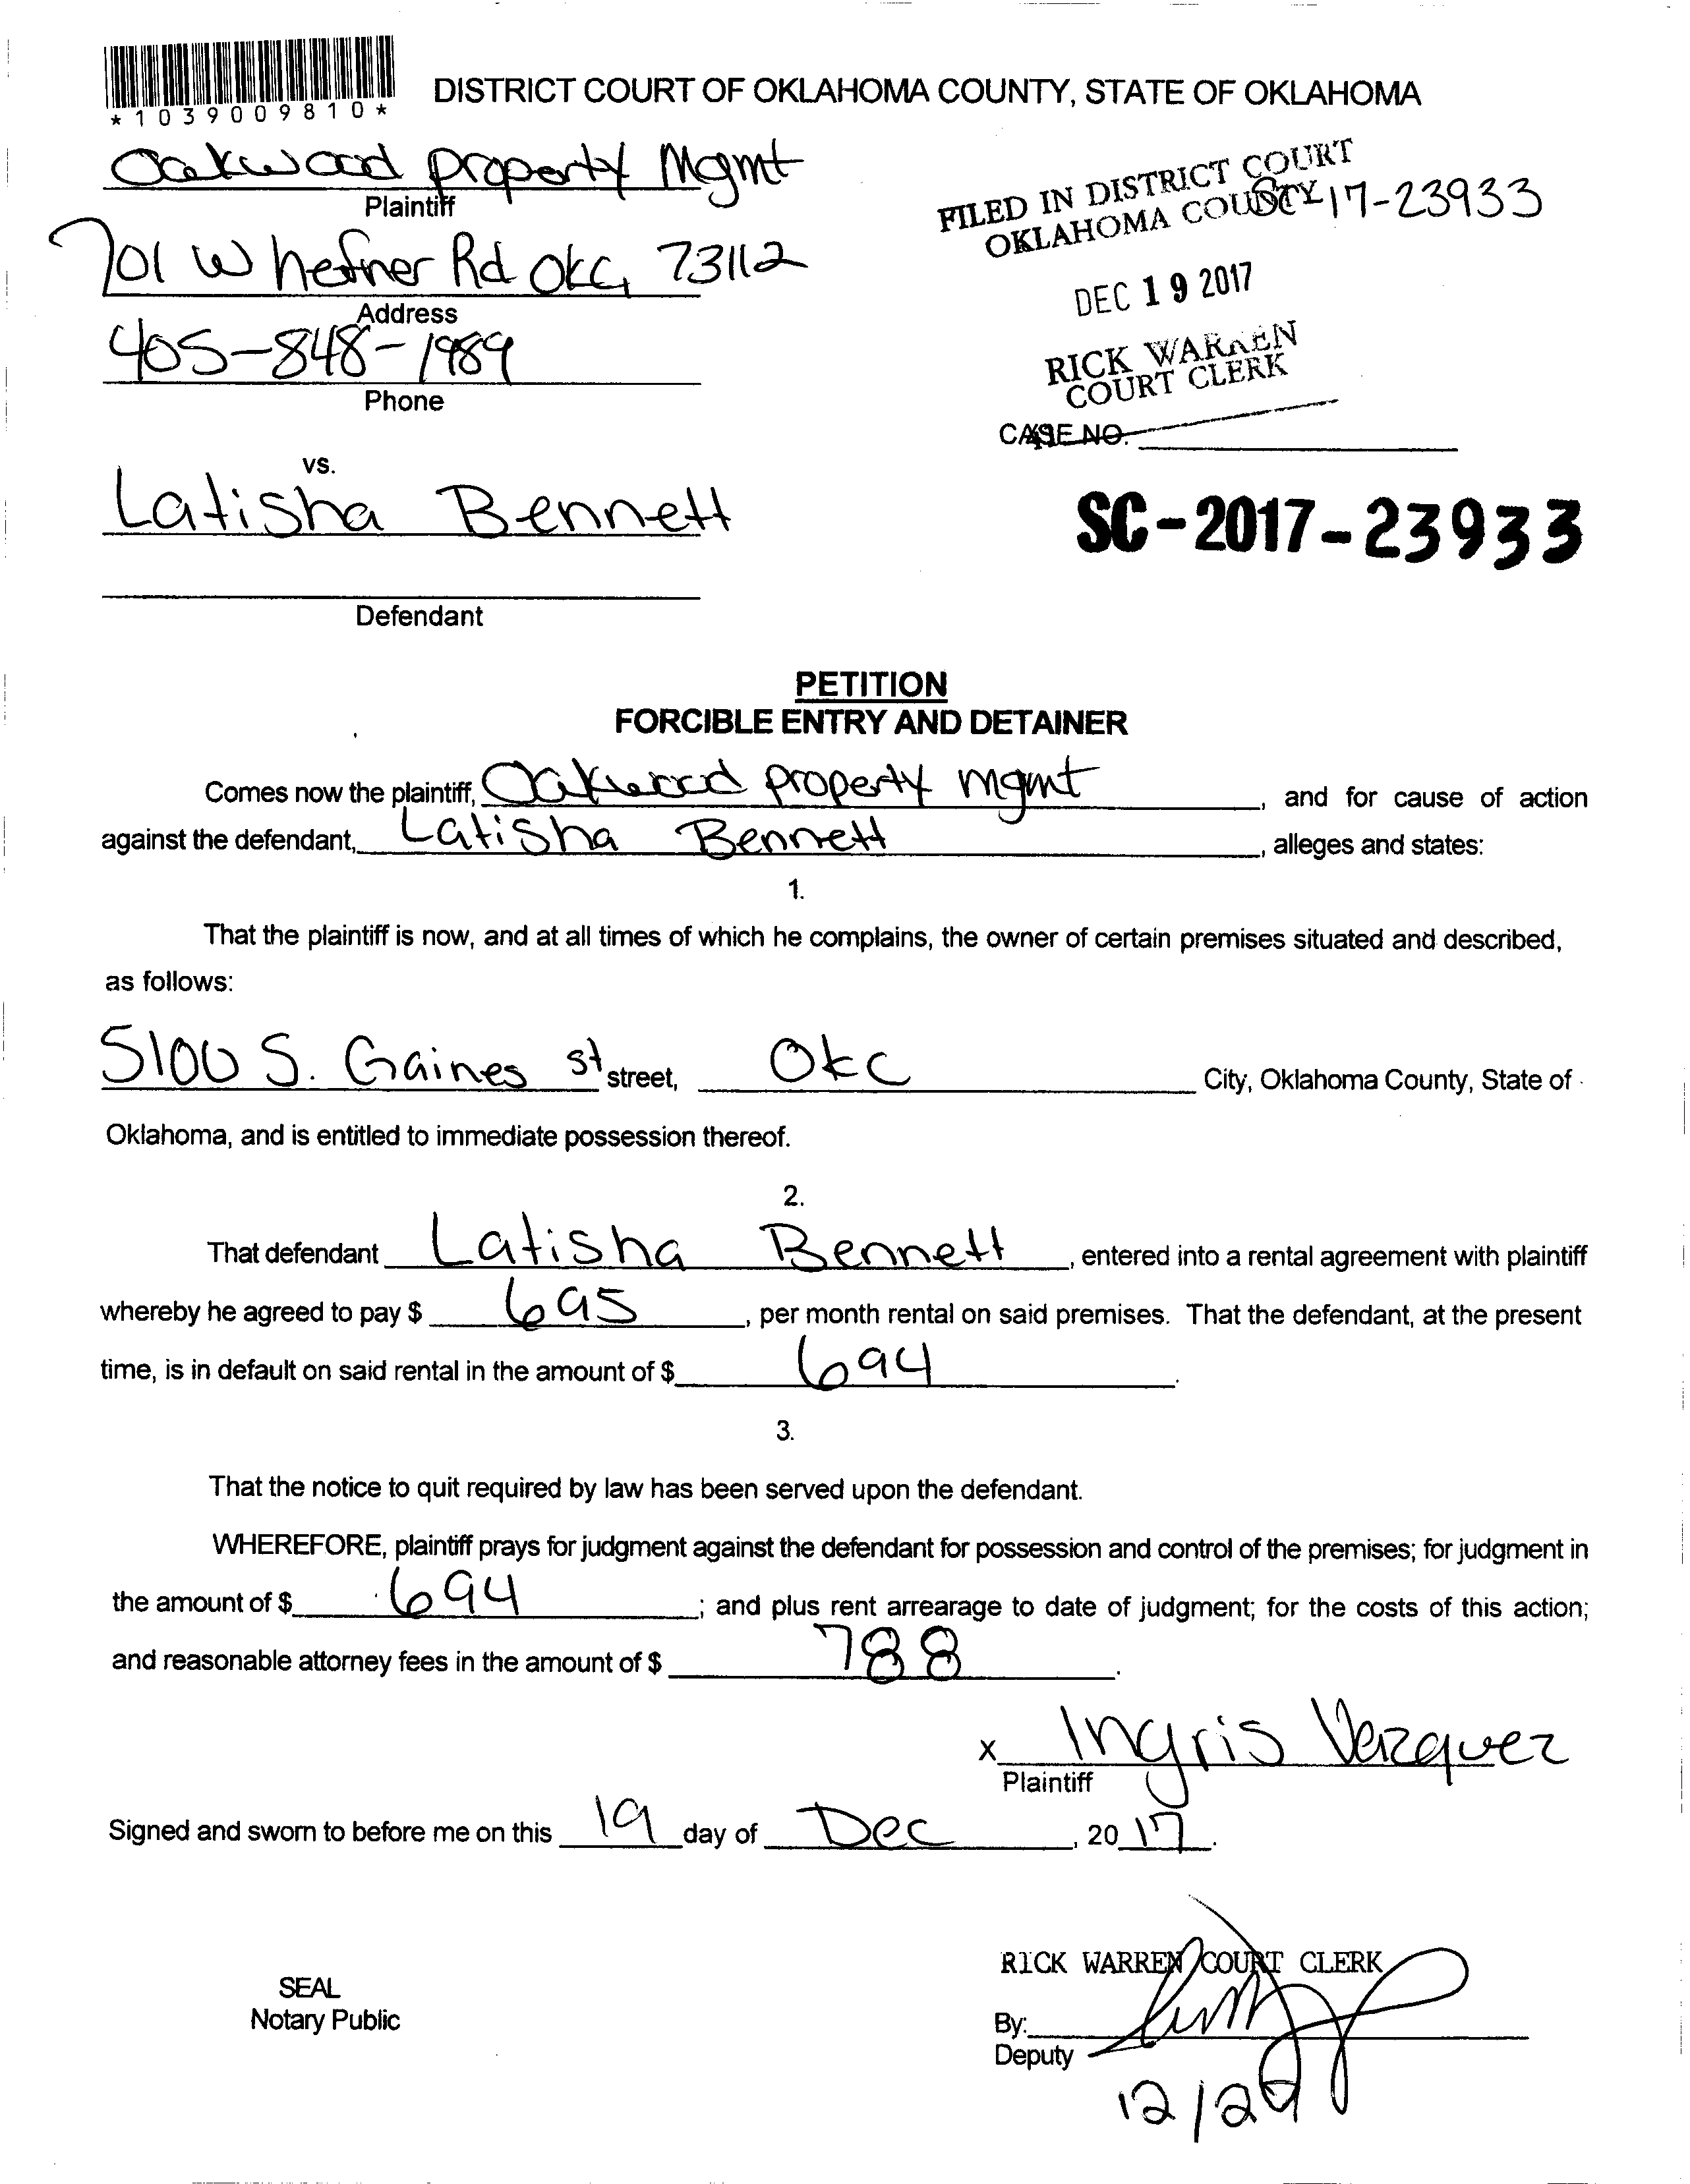 *1039009810*
DISTRICT COURT OF OKLAHOMA COUNTY, STATE OF OKLAHOMA
Oakwood property Mgmt
Plaintiff
FILED IN DISTRICT COURT
OKLAHOMA COUNTY
SC 17-23933
701 W hefner Rd OKC, 73112
Address
DEC 19 2017
405-848-1989
Phone
RICK WARREN
COURT CLERK
CASE NO.
vs.
Latisha Bennett
SC-2017-23933
Defendant
PETITION
FORCIBLE ENTRY AND DETAINER
Comes now the plaintiff, Oakwood property mgmt, and for cause of action
against the defendant, Latisha Bennett, alleges and states:
1.
That the plaintiff is now, and at all times of which he complains, the owner of certain premises situated and described,
as follows:
5100 S. Gaines st street, OKC City, Oklahoma County, State of
Oklahoma, and is entitled to immediate possession thereof.
2.
That defendant Latisha Bennett, entered into a rental agreement with plaintiff
whereby he agreed to pay $ 695, per month rental on said premises. That the defendant, at the present
time, is in default on said rental in the amount of $ 694.
3.
That the notice to quit required by law has been served upon the defendant.
WHEREFORE, plaintiff prays for judgment against the defendant for possession and control of the premises; for judgment in
the amount of $ 694; and plus rent arrearage to date of judgment; for the costs of this action;
and reasonable attorney fees in the amount of $ 788.
x Ingris Vazquez
Plaintiff
Signed and sworn to before me on this 19 day of Dec, 2017.
RICK WARREN COURT CLERK
SEAL
Notary Public
By:
Deputy